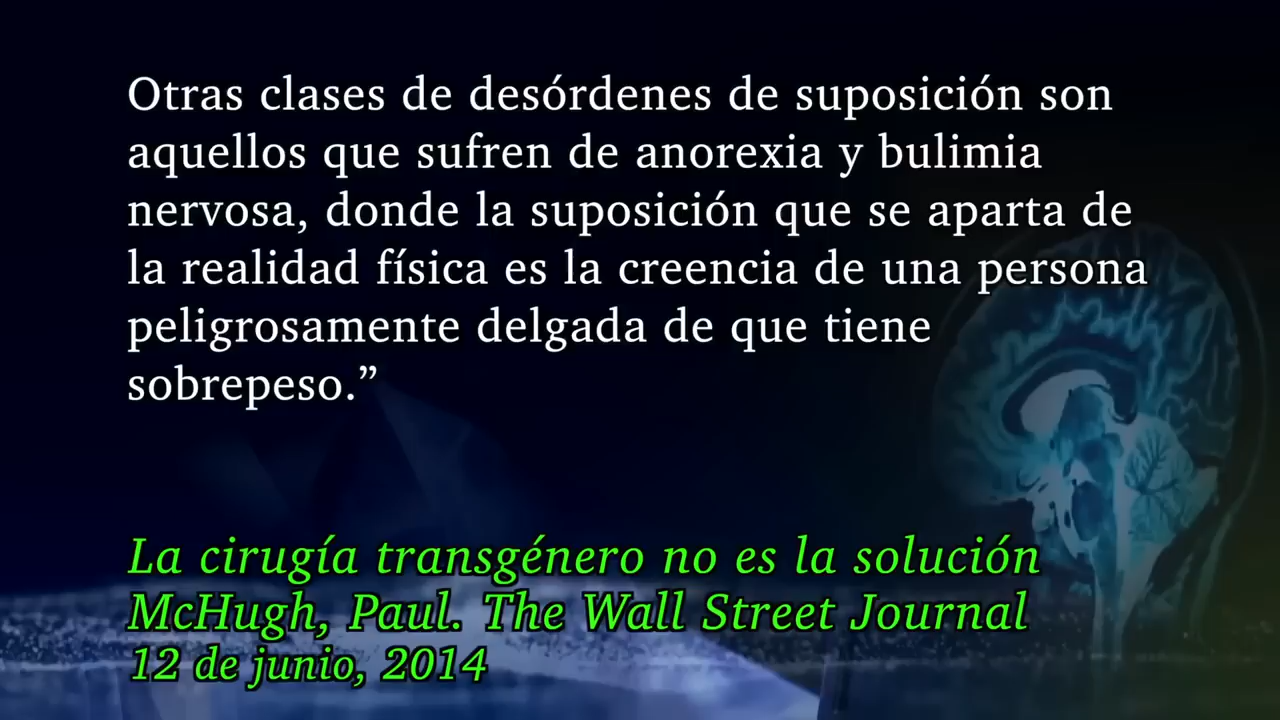 Otras clases de desórdenes de suposición son
aquellos que sufren de anorexia y bulimia
nervosa, donde la suposición que se aparta de
la realidad física es la creencia de una persona
peligrosamente delgada de que tiene
sobrepeso.”
La cirugía transgénero no es la solución
McHugh, Paul. The Wall Street Journal
12 de junio, 2014